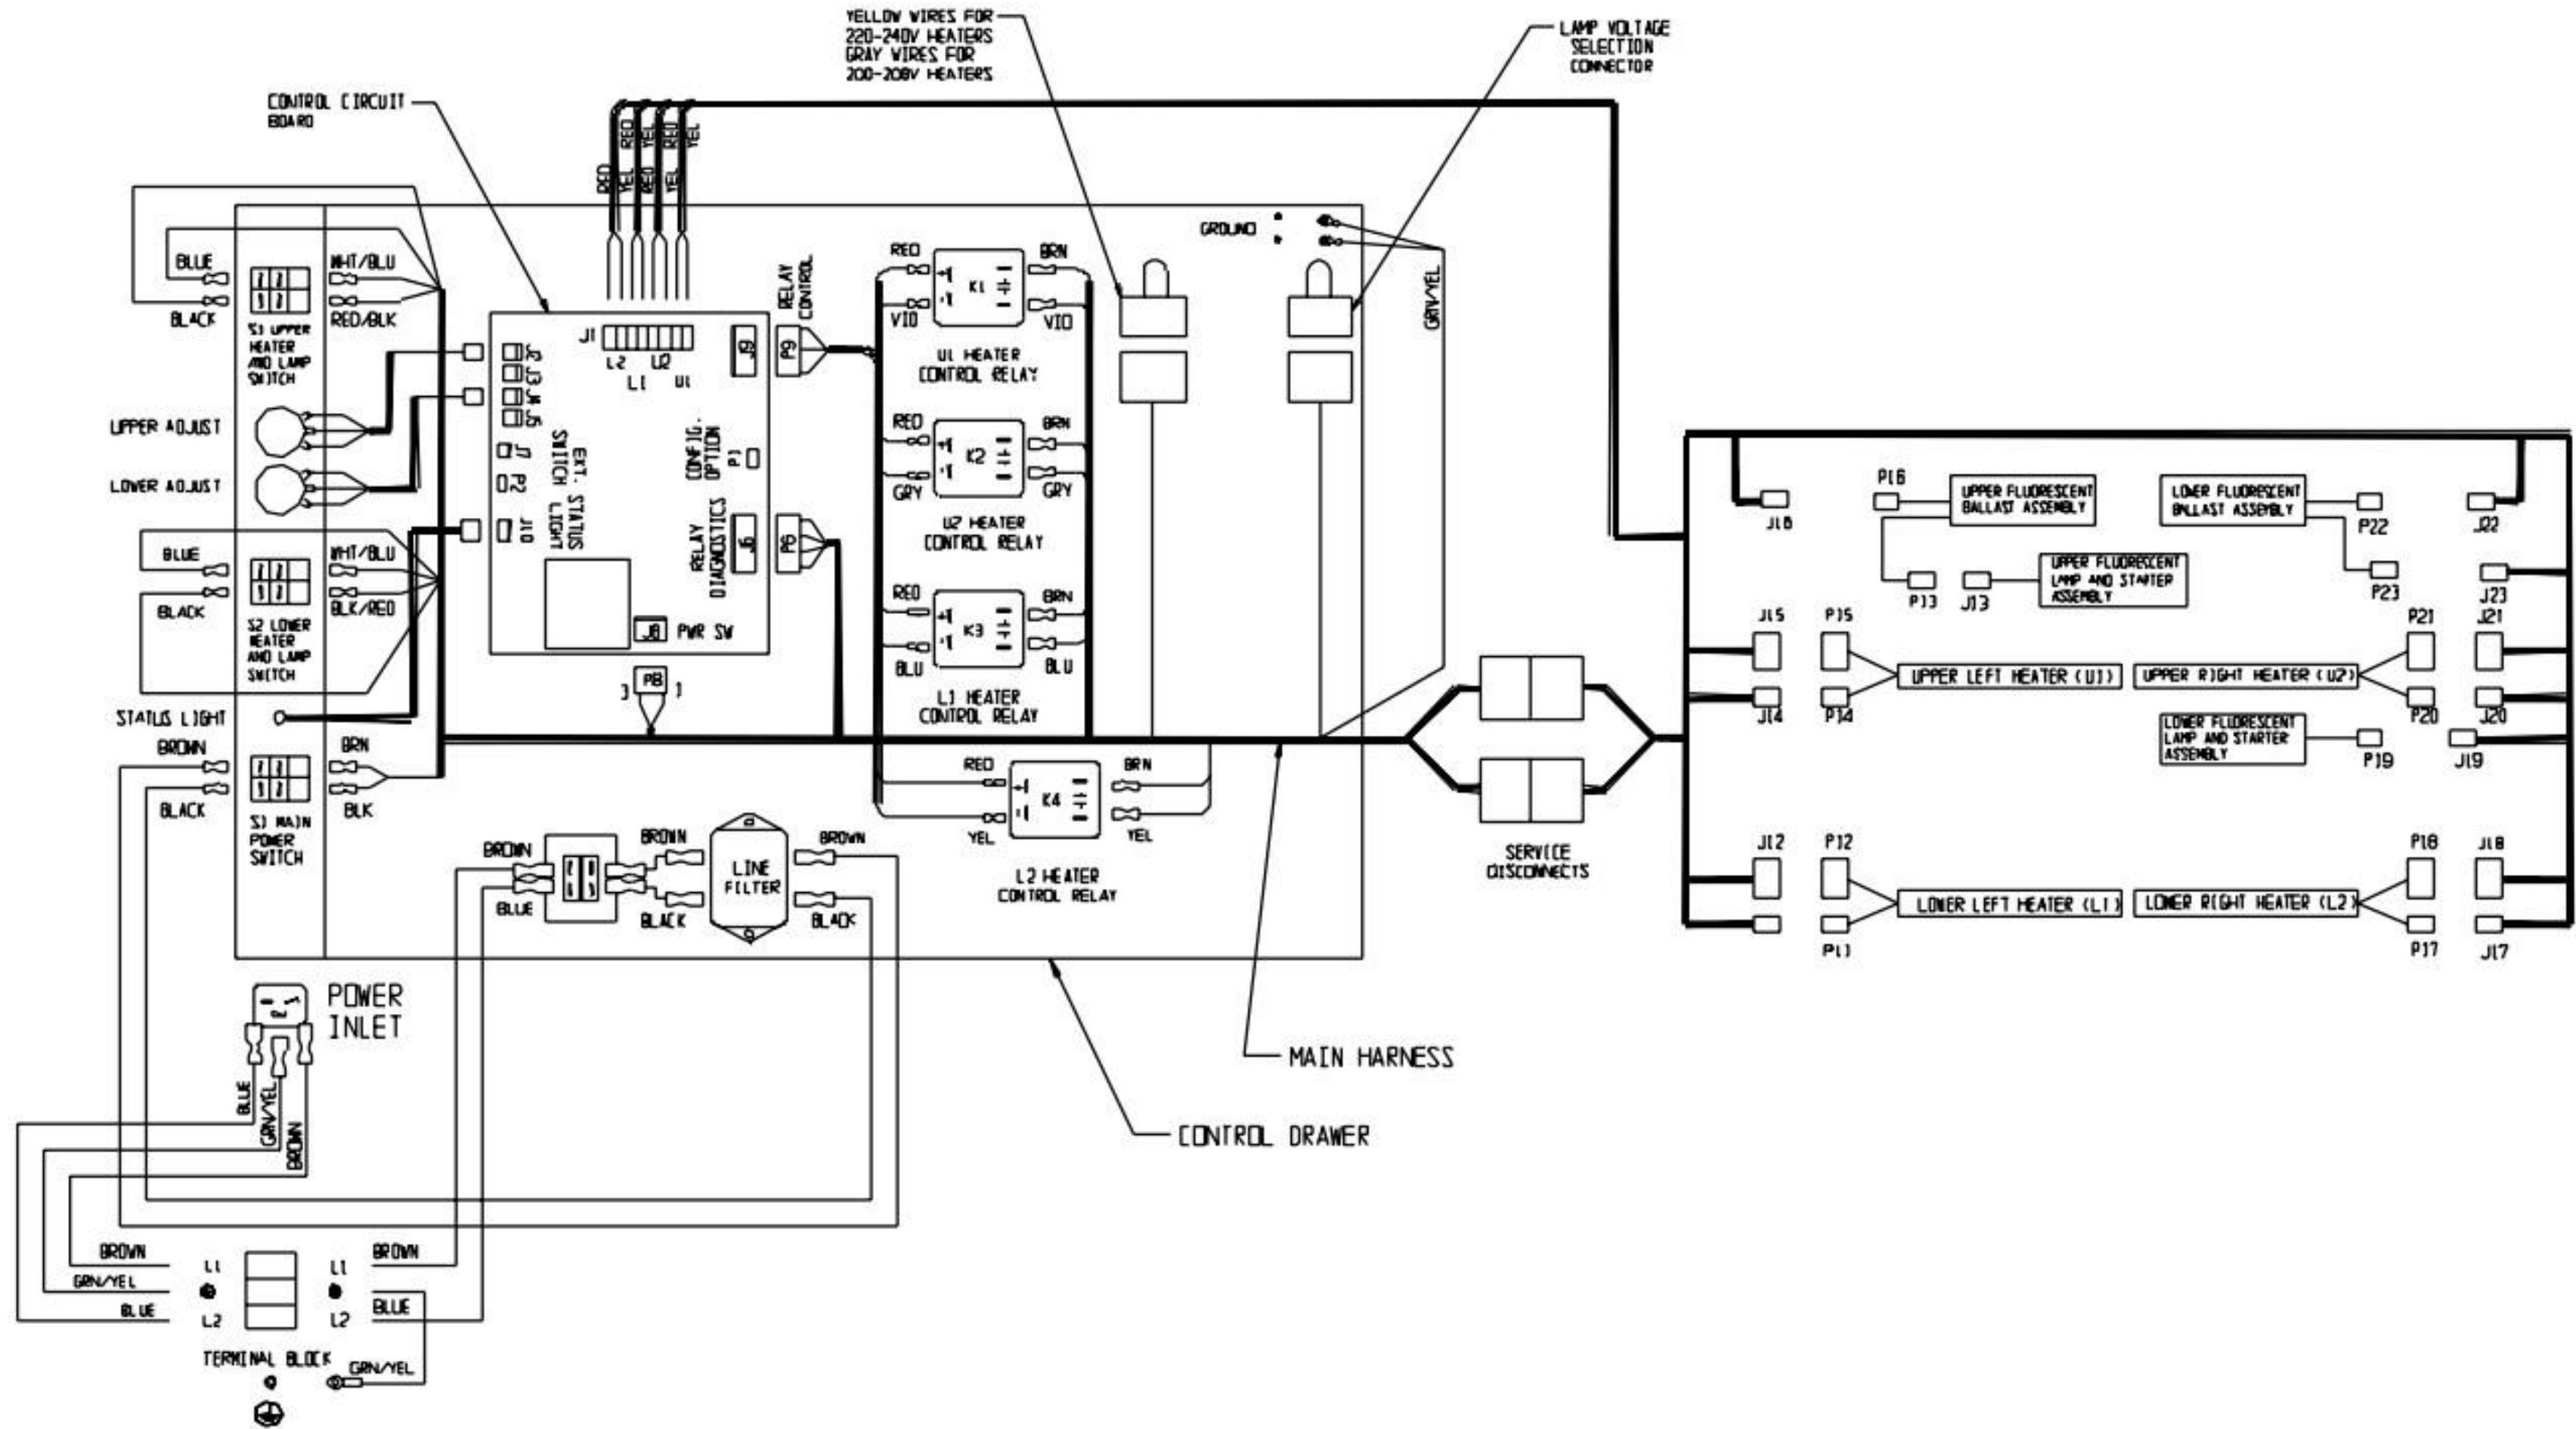 YELLOW WIRES FOR
220-240V HEATERS
GRAY WIRES FOR
200-208V HEATERS
LAMP VOLTAGE
SELECTION
CONNECTOR
CONTROL CIRCUIT
BOARD
RED
YEL
RED
YEL
RED
YEL
RED
YEL
BLUE
BLACK
WHT/BLU
RED/BLK
S1 UPPER
HEATER
AND LAMP
SWITCH
UPPER ADJUST
LOWER ADJUST
BLUE
BLACK
WHT/BLU
BLK/RED
S2 LOWER
HEATER
AND LAMP
SWITCH
STATUS LIGHT
BROWN
BLACK
BRN
BLK
S1 MAIN
POWER
SWITCH
J1
L2
L1
U2
U1
J2
J3
J4
J5
J7
P2
J10
EXT. STATUS
SWITCH LIGHT
CONFIG.
OPTION
P1
RELAY
DIAGNOSTICS
J9
P9
J6
P6
RELAY
CONTROL
J8
PWR SW
3
P8
1
RED
VIO
K1
BRN
VIO
U1 HEATER
CONTROL RELAY
RED
GRY
K2
BRN
GRY
U2 HEATER
CONTROL RELAY
RED
BLU
K3
BRN
BLU
L1 HEATER
CONTROL RELAY
RED
YEL
K4
BRN
YEL
L2 HEATER
CONTROL RELAY
GROUND
GRN/YEL
BROWN
BLUE
BROWN
BLACK
LINE
FILTER
BROWN
BLACK
SERVICE
DISCONNECTS
J16
P16
UPPER FLUORESCENT
BALLAST ASSEMBLY
LOWER FLUORESCENT
BALLAST ASSEMBLY
P22
J22
P13
J13
UPPER FLUORESCENT
LAMP AND STARTER
ASSEMBLY
P23
J23
J15
P15
P21
J21
UPPER LEFT HEATER (U1)
UPPER RIGHT HEATER (U2)
J14
P14
P20
J20
LOWER FLUORESCENT
LAMP AND STARTER
ASSEMBLY
P19
J19
J12
P12
P18
J18
LOWER LEFT HEATER (L1)
LOWER RIGHT HEATER (L2)
P11
P17
J17
POWER
INLET
BLUE
GRN/YEL
BROWN
MAIN HARNESS
CONTROL DRAWER
BROWN
GRN/YEL
BLUE
L1
L2
L1
L2
BROWN
BLUE
TERMINAL BLOCK
GRN/YEL